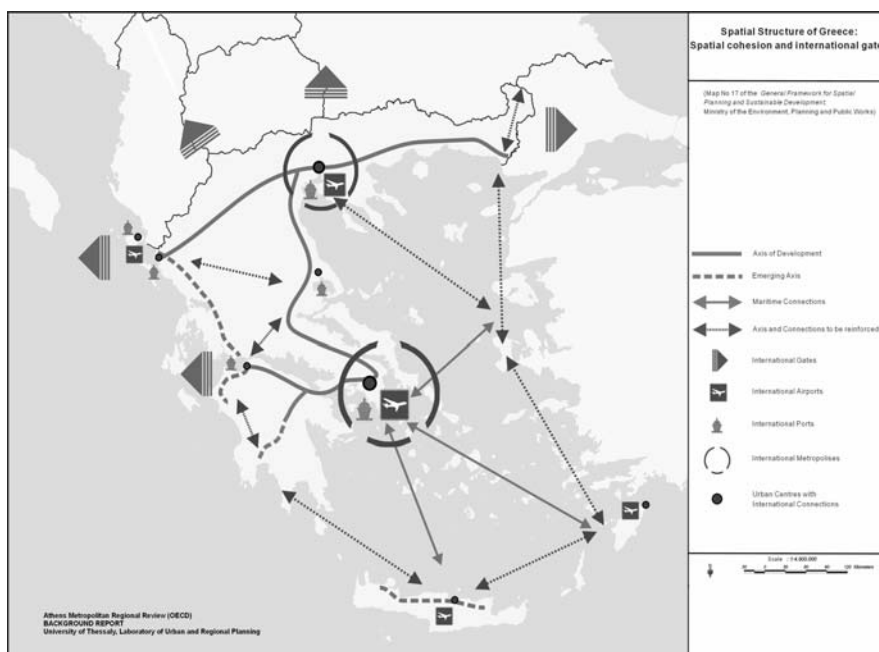 Spatial Structure of Greece:
Spatial cohesion and international gate
(Map No 17 of the General Framework for Spatial
Planning and Sustainable Development,
Ministry of the Environment, Planning and Public Works)
Axis of Development
Emerging Axis
Maritime Connections
Axis and Connections to be reinforced
International Gates
International Airports
International Ports
International Metropolises
Urban Centres with
International Connections
Scale
Athens Metropolitan Regional Review (OECD)
BACKGROUND REPORT
University of Thessaly, Laboratory of Urban and Regional Planning